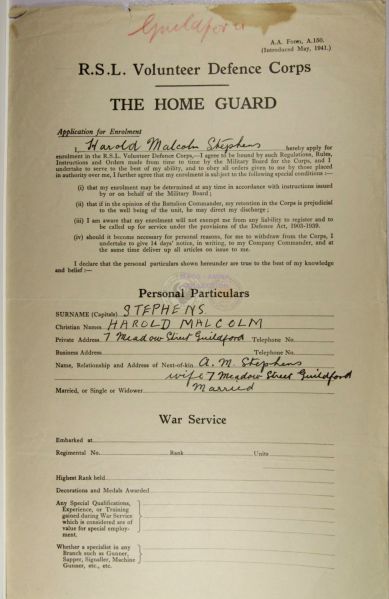 Guildford
A.A. Form, A.150.
(Introduced May, 1941.)
R.S.L. Volunteer Defence Corps
THE HOME GUARD
Application for Enrolment
I, Harold Malcolm Stephens hereby apply for
enrolment in the R.S.L. Volunteer Defence Corps,—I agree to be bound by such Regulations, Rules,
Instructions and Orders made from time to time by the Military Board for the Corps, and I
undertake to serve to the best of my ability, and to obey all orders given to me by those placed
in authority over me, I further agree that my enrolment is subject to the following special conditions :—
(i) that my enrolment may be determined at any time in accordance with instructions issued
by or on behalf of the Military Board ;
(ii) that if in the opinion of the Battalion Commander, my retention in the Corps is prejudicial
to the well being of the unit, he may direct my discharge ;
(iii) I am aware that my enrolment will not exempt me from any liability to register and to
be called up for service under the provisions of the Defence Act, 1903-1939.
(iv) should it become necessary for personal reasons, for me to withdraw from the Corps, I
undertake to give 14 days' notice, in writing, to my Company Commander, and at
the same time deliver up all articles on issue to me.
I declare that the personal particulars shown hereunder are true to the best of my knowledge
and belief :—
Personal Particulars
SURNAME (Capitals) STEPHENS
Christian Names HAROLD MALCOLM
Private Address 7 Meadow Street Guildford Telephone No.
Business Address Telephone No.
Name, Relationship and Address of Next-of-kin A. M. Stephens
wife 7 Meadow Street Guildford
Married, or Single or Widower Married
War Service
Embarked at
Regimental No. Rank Units
Highest Rank held
Decorations and Medals Awarded
Any Special Qualifications,
Experience, or Training
gained during War Service
which is considered are of
value for special employ-
ment.
Whether a specialist in any
Branch such as Gunner,
Sapper, Signaller, Machine
Gunner, etc., etc.